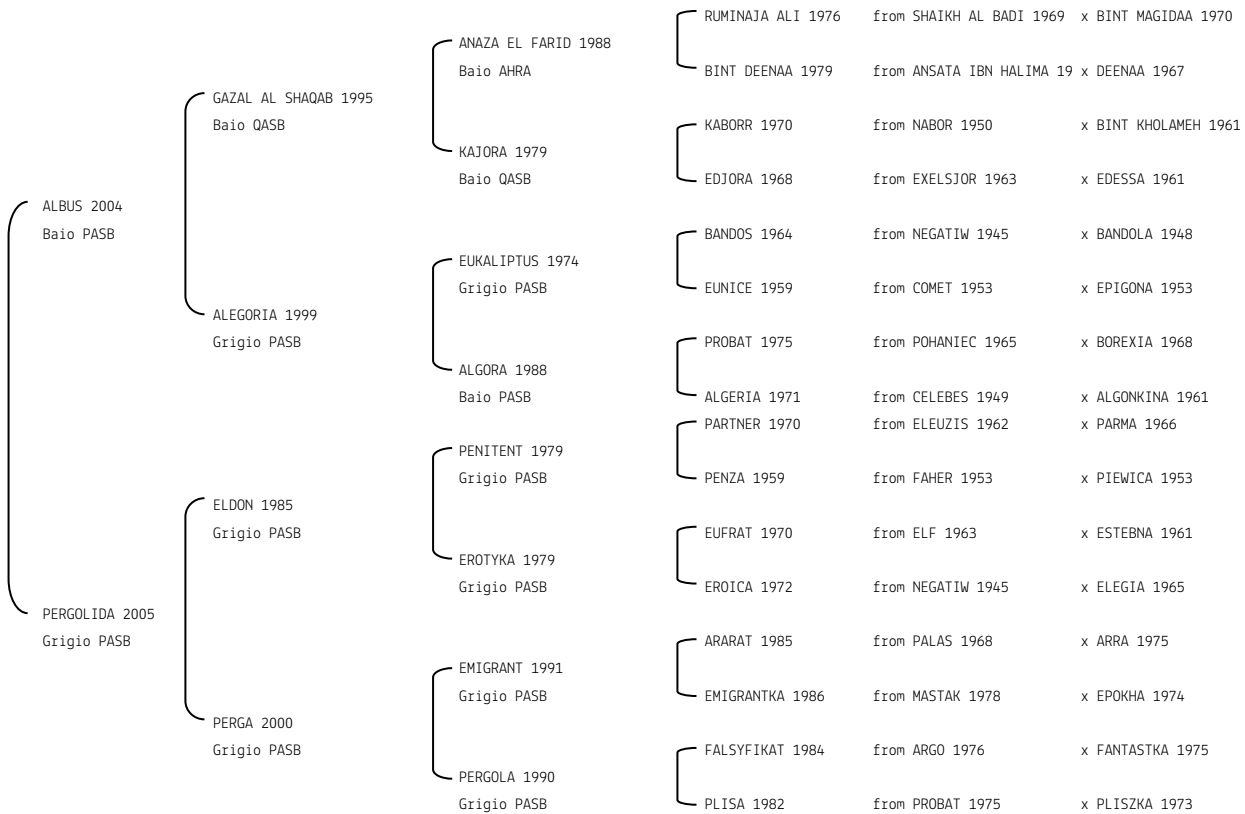 RUMINAJA ALI 1976 from SHAIKH AL BADI 1969 x BINT MAGIDAA 1970
ANAZA EL FARID 1988
Baio AHRA BINT DEENAA 1979 from ANSATA IBN HALIMA 19 x DEENAA 1967
GAZAL AL SHAQAB 1995
Baio QASB KABORR 1970 from NABOR 1950 x BINT KHOLAMEH 1961
KAJORA 1979
Baio QASB EDJORA 1968 from EXELSJOR 1963 x EDESSA 1961
ALBUS 2004
Baio PASB BANDOS 1964 from NEGATIW 1945 x BANDOLA 1948
EUKALIPTUS 1974
Grigio PASB EUNICE 1959 from COMET 1953 x EPIGONA 1953
ALEGORIA 1999
Grigio PASB PROBAT 1975 from POHANIEC 1965 x BOREXIA 1968
ALGORA 1988
Baio PASB ALGERIA 1971 from CELEBES 1949 x ALGONKINA 1961
PARTNER 1970 from ELEUZIS 1962 x PARMA 1966
PENITENT 1979
Grigio PASB PENZA 1959 from FAHER 1953 x PIEWICA 1953
ELDON 1985
Grigio PASB EUFRAT 1970 from ELF 1963 x ESTEBNA 1961
EROTYKA 1979
Grigio PASB EROICA 1972 from NEGATIW 1945 x ELEGIA 1965
PERGOLIDA 2005
Grigio PASB ARARAT 1985 from PALAS 1968 x ARRA 1975
EMIGRANT 1991
Grigio PASB EMIGRANTKA 1986 from MASTAK 1978 x EPOKHA 1974
PERGA 2000
Grigio PASB FALSYFIKAT 1984 from ARGO 1976 x FANTASTKA 1975
PERGOLA 1990
Grigio PASB PLISA 1982 from PROBAT 1975 x PLISZKA 1973